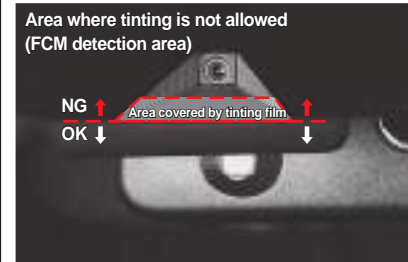 Area where tinting is not allowed
(FCM detection area)
NG
Area covered by tinting film
OK